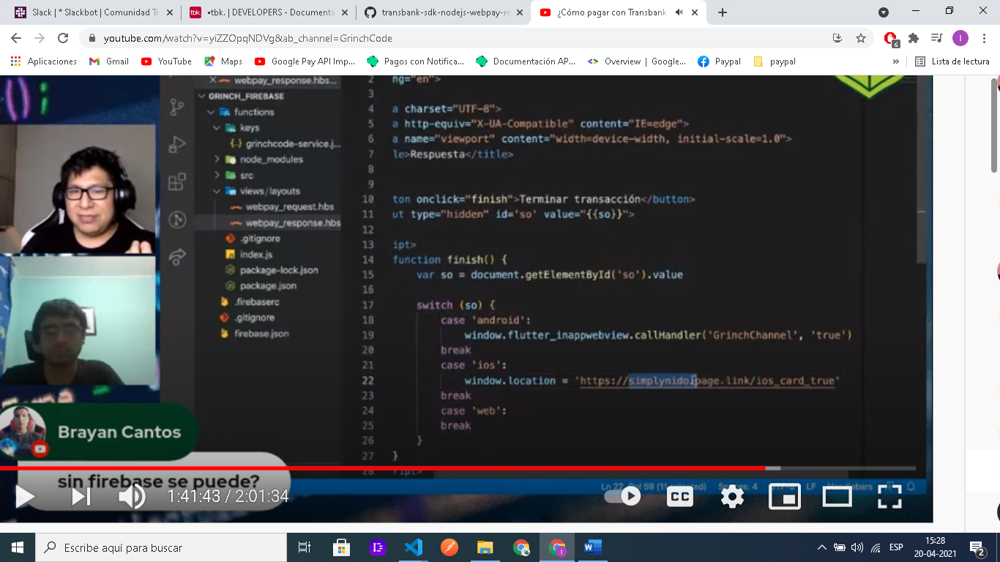 Slack | * Slackbot | Comunidad Tr
•tbk. | DEVELOPERS - Documenta
transbank-sdk-nodejs-webpay-re
¿Cómo pagar con Transbank
youtube.com/watch?v=yiZZOpqNDVg&ab_channel=GrinchCode
6
I
Aplicaciones
Gmail
YouTube
Maps
Google Pay API Imp...
Pagos con Notifica...
Documentación AP...
Overview | Google...
Paypal
paypal
»
Lista de lectura
webpay_response.hbs...
GRINCH_FIREBASE
functions
keys
grinchcode-service.j...
node_modules
src
views/layouts
webpay_request.hbs
webpay_response.hbs
.gitignore
index.js
package-lock.json
package.json
.firebaserc
.gitignore
firebase.json
2 ng="en">
3
4 a charset="UTF-8">
5 a http-equiv="X-UA-Compatible" content="IE=edge">
6 a name="viewport" content="width=device-width, initial-scale=1.0">
7 le>Respuesta</title>
8
9
10 ton onclick="finish">Terminar transacción</button>
11 ut type="hidden" id='so' value="{{so}}">
12
13 ipt>
14 function finish() {
15 var so = document.getElementById('so').value
16
17 switch (so) {
18 case 'android':
19 window.flutter_inappwebview.callHandler('GrinchChannel', 'true')
20 break
21 case 'ios':
22 window.location = 'https://simplynidoipage.link/ios_card_true'
23 break
24 case 'web':
25 break
26 }
27 }
28 ript>
Brayan Cantos
sin firebase se puede?
1:41:43 / 2:01:34
CC
Ln 22, Col 59 (11 selected) Spaces: 4 UTF-8 LF Handlebars
Escribe aquí para buscar
ESP
15:28
20-04-2021
2